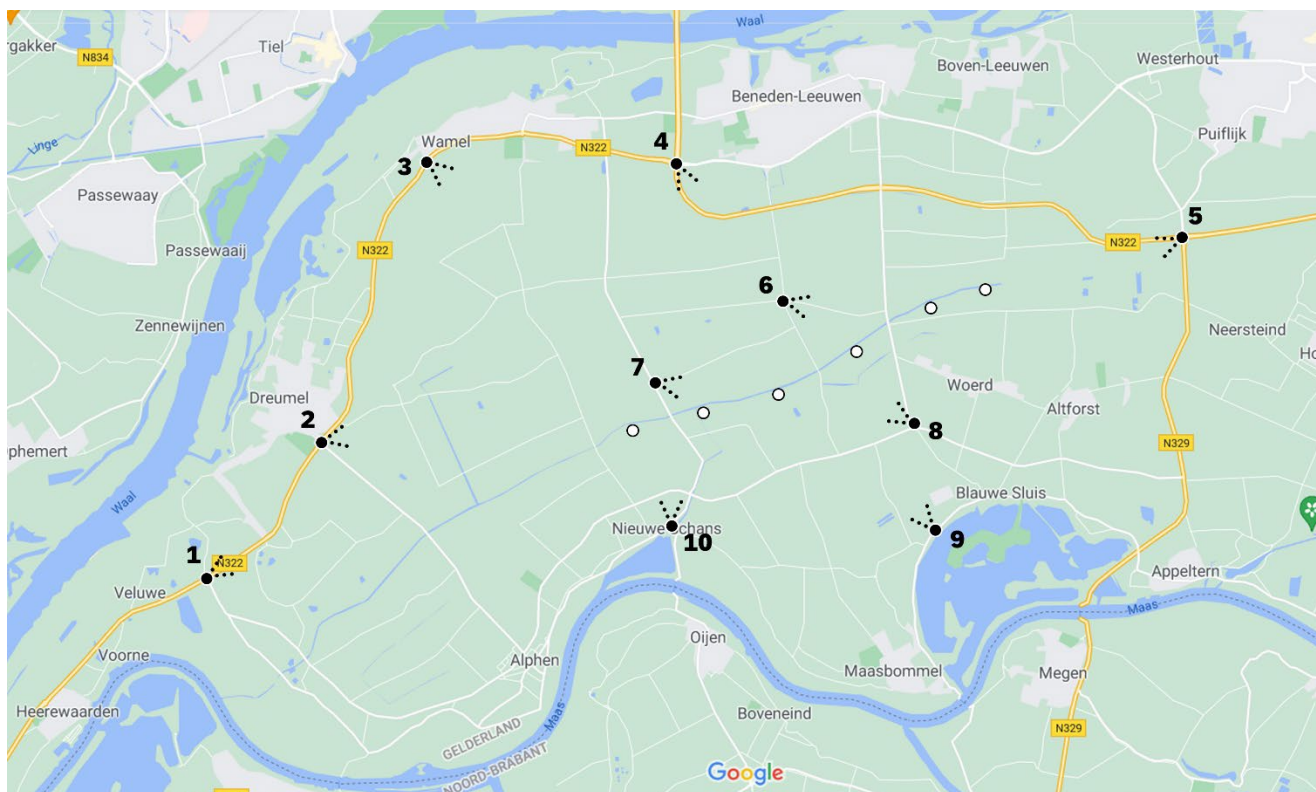 Waal
rgakker
Tiel
N834
Westerhout
Boven-Leeuwen
Beneden-Leeuwen
Linge
Wamel
N322
4
Puiflijk
3
Passewaay
5
Passewaaij
N322
N322
6
Zennewijnen
Neersteind
Ho
7
Woerd
Dreumel
Altforst
2
8
phemert
N329
Waal
Blauwe Sluis
Nieuwe Schans
10
9
1
N322
Veluwe
Appeltern
Maas
Oijen
Voorne
Alphen
Maasbommel
Megen
Heerewaarden
Maas
Boveneind
GELDERLAND
NOORD-BRABANT
N329
Google